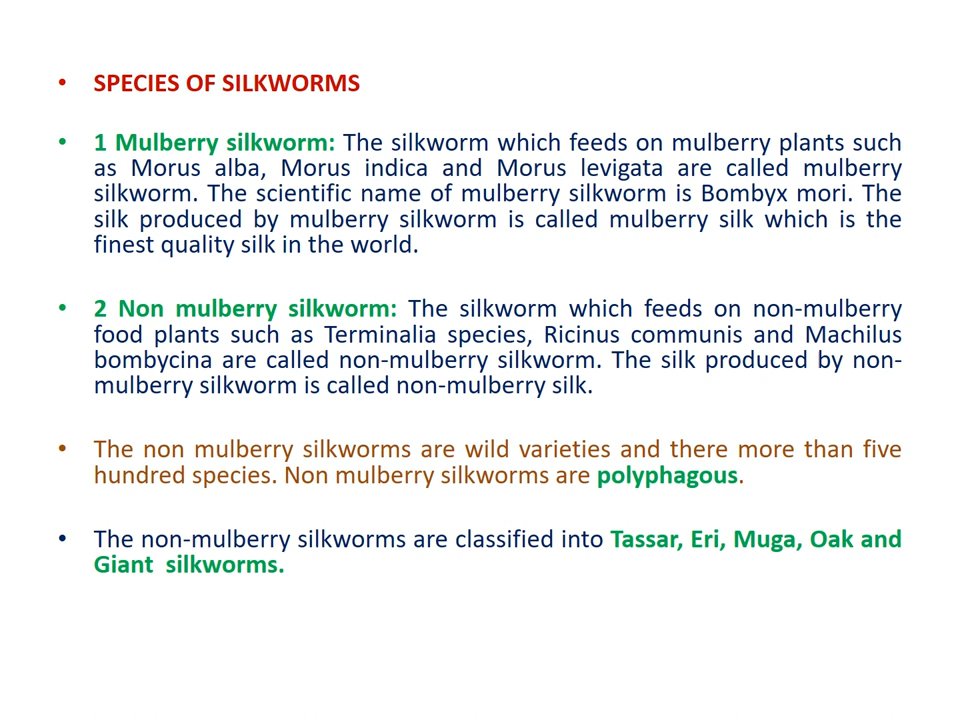 • SPECIES OF SILKWORMS
• 1 Mulberry silkworm: The silkworm which feeds on mulberry plants such
as Morus alba, Morus indica and Morus levigata are called mulberry
silkworm. The scientific name of mulberry silkworm is Bombyx mori. The
silk produced by mulberry silkworm is called mulberry silk which is the
finest quality silk in the world.
• 2 Non mulberry silkworm: The silkworm which feeds on non-mulberry
food plants such as Terminalia species, Ricinus communis and Machilus
bombycina are called non-mulberry silkworm. The silk produced by non-
mulberry silkworm is called non-mulberry silk.
• The non mulberry silkworms are wild varieties and there more than five
hundred species. Non mulberry silkworms are polyphagous.
• The non-mulberry silkworms are classified into Tassar, Eri, Muga, Oak and
Giant silkworms.